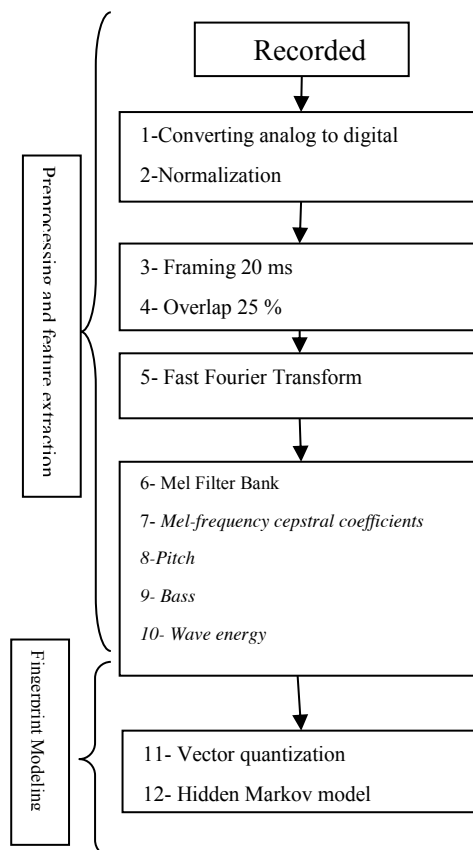 Recorded
1-Converting analog to digital
2-Normalization
3- Framing 20 ms
4- Overlap 25 %
5- Fast Fourier Transform
6- Mel Filter Bank
7- Mel-frequency cepstral coefficients
8-Pitch
9- Bass
10- Wave energy
11- Vector quantization
12- Hidden Markov model
Preprocessing and feature extraction
Fingerprint Modeling